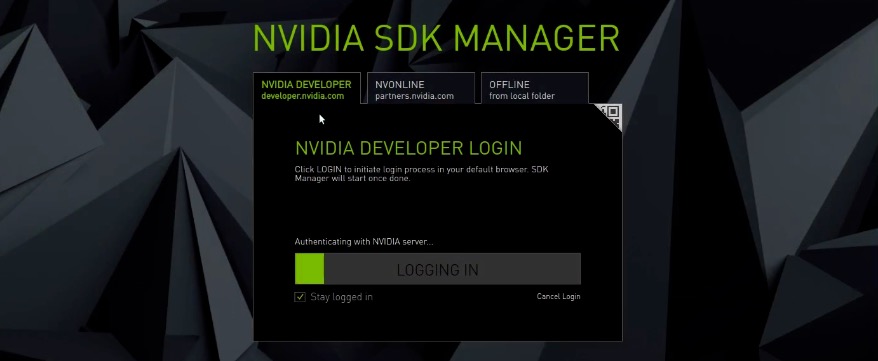 NVIDIA SDK MANAGER
NVIDIA DEVELOPER
developer.nvidia.com
NVONLINE
partners.nvidia.com
OFFLINE
from local folder
NVIDIA DEVELOPER LOGIN
Click LOGIN to initiate login process in your default browser. SDK
Manager will start once done.
Authenticating with NVIDIA server...
LOGGING IN
Stay logged in
Cancel Login